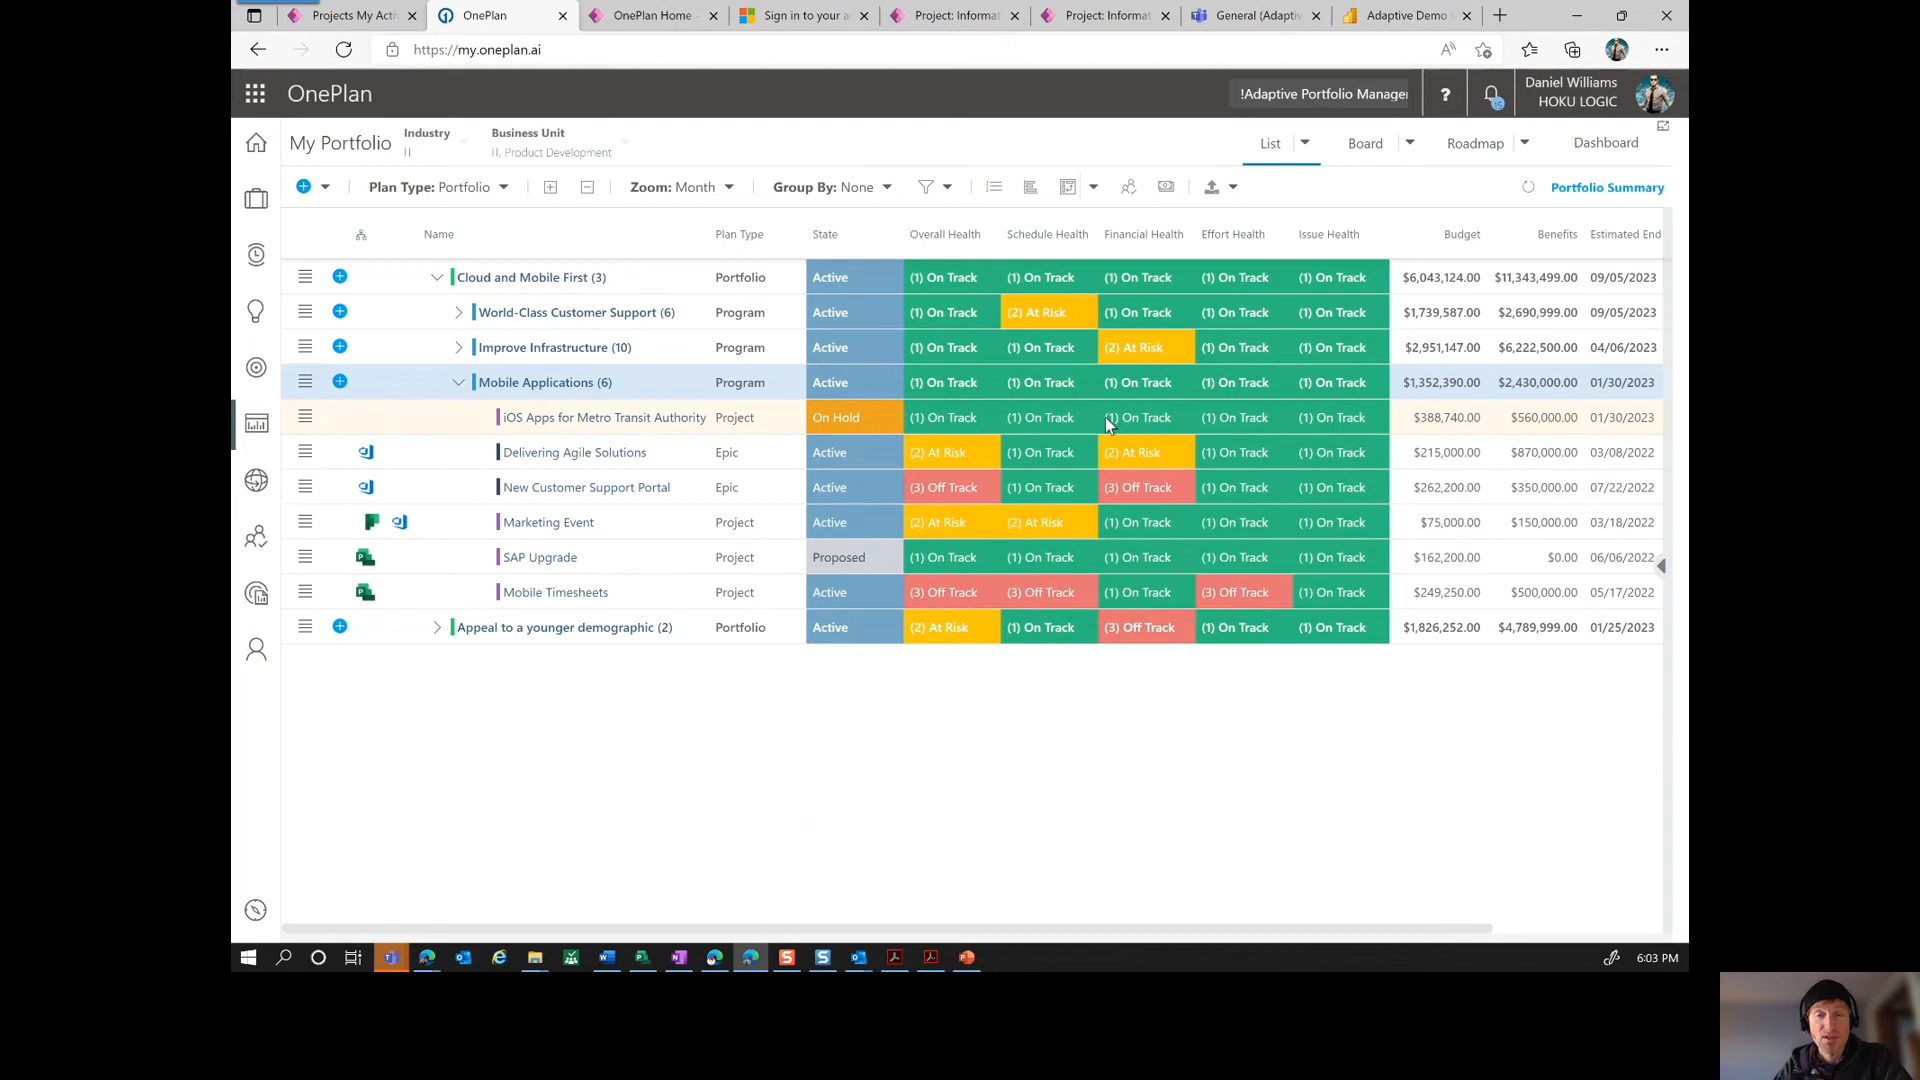 Projects My Activ
OnePlan
OnePlan Home -
Sign in to your a
Project: Informat
Project: Informat
General (Adaptiv
Adaptive Demo
https://my.oneplan.ai
OnePlan
!Adaptive Portfolio Manager
?
Daniel Williams
HOKU LOGIC
My Portfolio
Industry
IT
Business Unit
IT, Product Development
List
Board
Roadmap
Dashboard
Plan Type: Portfolio
Zoom: Month
Group By: None
Portfolio Summary
Name Plan Type State Overall Health Schedule Health Financial Health Effort Health Issue Health Budget Benefits Estimated End
Cloud and Mobile First (3) Portfolio Active (1) On Track (1) On Track (1) On Track (1) On Track (1) On Track $6,043,124.00 $11,343,499.00 09/05/2023
World-Class Customer Support (6) Program Active (1) On Track (2) At Risk (1) On Track (1) On Track (1) On Track $1,739,587.00 $2,690,999.00 09/05/2023
Improve Infrastructure (10) Program Active (1) On Track (1) On Track (2) At Risk (1) On Track (1) On Track $2,951,147.00 $6,222,500.00 04/06/2023
Mobile Applications (6) Program Active (1) On Track (1) On Track (1) On Track (1) On Track (1) On Track $1,352,390.00 $2,430,000.00 01/30/2023
iOS Apps for Metro Transit Authority Project On Hold (1) On Track (1) On Track (1) On Track (1) On Track (1) On Track $388,740.00 $560,000.00 01/30/2023
Delivering Agile Solutions Epic Active (2) At Risk (1) On Track (2) At Risk (1) On Track (1) On Track $215,000.00 $870,000.00 03/08/2022
New Customer Support Portal Epic Active (3) Off Track (1) On Track (3) Off Track (1) On Track (1) On Track $262,200.00 $350,000.00 07/22/2022
Marketing Event Project Active (2) At Risk (2) At Risk (1) On Track (1) On Track (1) On Track $75,000.00 $150,000.00 03/18/2022
SAP Upgrade Project Proposed (1) On Track (1) On Track (1) On Track (1) On Track (1) On Track $162,200.00 $0.00 06/06/2022
Mobile Timesheets Project Active (3) Off Track (3) Off Track (1) On Track (3) Off Track (1) On Track $249,250.00 $500,000.00 05/17/2022
Appeal to a younger demographic (2) Portfolio Active (2) At Risk (1) On Track (3) Off Track (1) On Track (1) On Track $1,826,252.00 $4,789,999.00 01/25/2023
6:03 PM